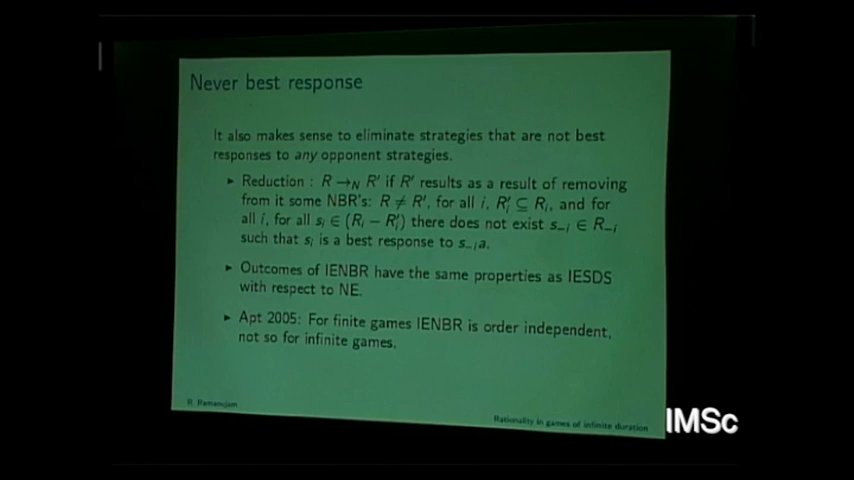 Never best response
It also makes sense to eliminate strategies that are not best
responses to any opponent strategies.
▸ Reduction : R →N R′ if R′ results as a result of removing
from it some NBR's: R ≠ R′, for all i, R′i ⊆ Ri, and for
all i, for all si ∈ (Ri − R′i) there does not exist s−i ∈ R−i
such that si is a best response to s−ia.
▸ Outcomes of IENBR have the same properties as IESDS
with respect to NE.
▸ Apt 2005: For finite games IENBR is order independent,
not so for infinite games.
R. Ramanujam
Rationality in games of infinite duration
IMSc